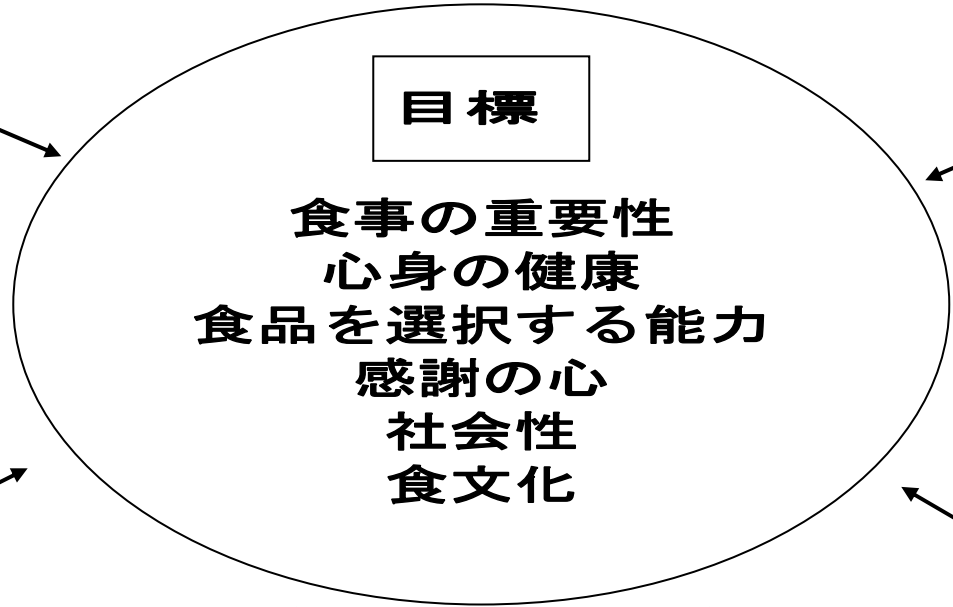 目標
食事の重要性
心身の健康
食品を選択する能力
感謝の心
社会性
食文化